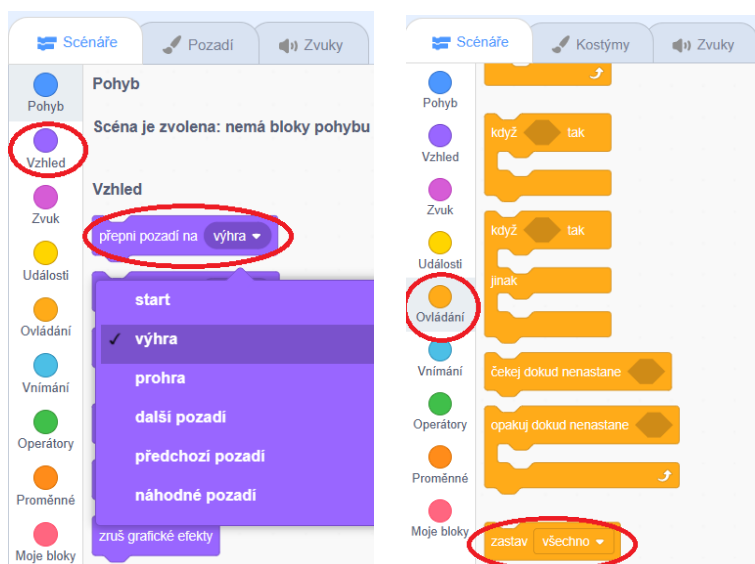 Scénáře
Pozadí
Zvuky
Pohyb
Vzhled
Zvuk
Události
Ovládání
Vnímání
Operátory
Proměnné
Moje bloky
Pohyb
Scéna je zvolena: nemá bloky pohybu
Vzhled
přepni pozadí na výhra
start
✓ výhra
prohra
další pozadí
předchozí pozadí
náhodné pozadí
zruš grafické efekty
Scénáře
Kostýmy
Zvuky
Pohyb
Vzhled
Zvuk
Události
Ovládání
Vnímání
Operátory
Proměnné
Moje bloky
když tak
když tak
jinak
čekej dokud nenastane
opakuj dokud nenastane
zastav všechno